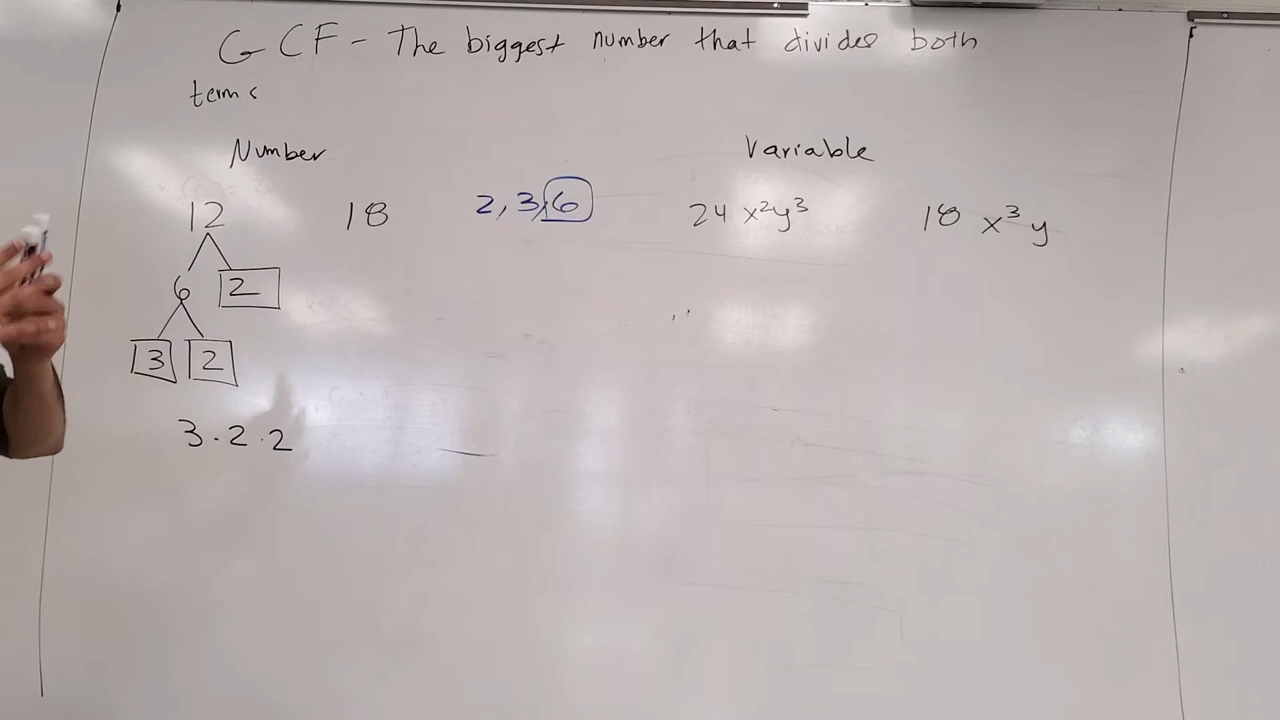 GCF - The biggest number that divides both
terms
Number Variable
12 18 2, 3, 6 24 x²y³ 18 x³y
6 2
3 2
3 · 2 · 2